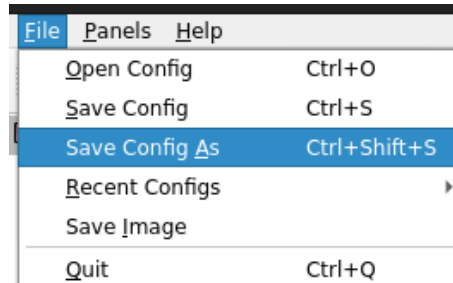 File Panels Help
Open Config Ctrl+O
Save Config Ctrl+S
Save Config As Ctrl+Shift+S
Recent Configs
Save Image
Quit Ctrl+Q